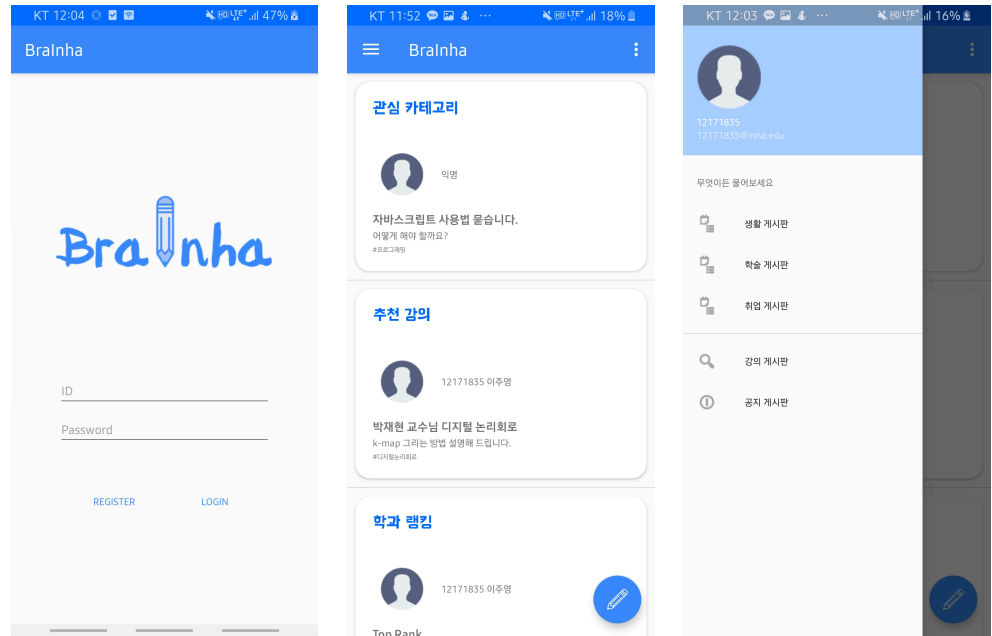 KT 12:04 47%
BraInha
BraInha
ID
Password
REGISTER LOGIN
KT 11:52 ··· HD LTE+ 18%
BraInha
관심 카테고리
익명
자바스크립트 사용법 묻습니다.
어떻게 해야 할까요?
#프로그래밍
추천 강의
12171835 이주영
박재현 교수님 디지털 논리회로
k-map 그리는 방법 설명해 드립니다.
#디지털논리회로
학과 랭킹
12171835 이주영
Top Rank
KT 12:03 ··· HD LTE+ 16%
12171835
12171835@inha.edu
무엇이든 물어보세요
생활 게시판
학술 게시판
취업 게시판
강의 게시판
공지 게시판